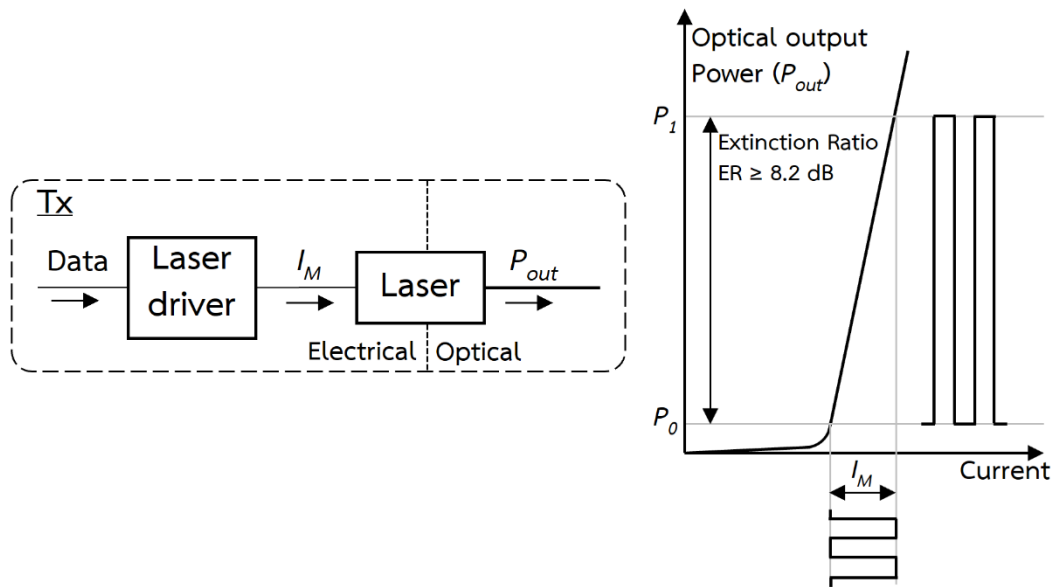 Tx
Data
Laser
driver
I_M
Laser
P_out
Electrical
Optical
Optical output
Power (P_out)
P_1
Extinction Ratio
ER ≥ 8.2 dB
P_0
Current
I_M